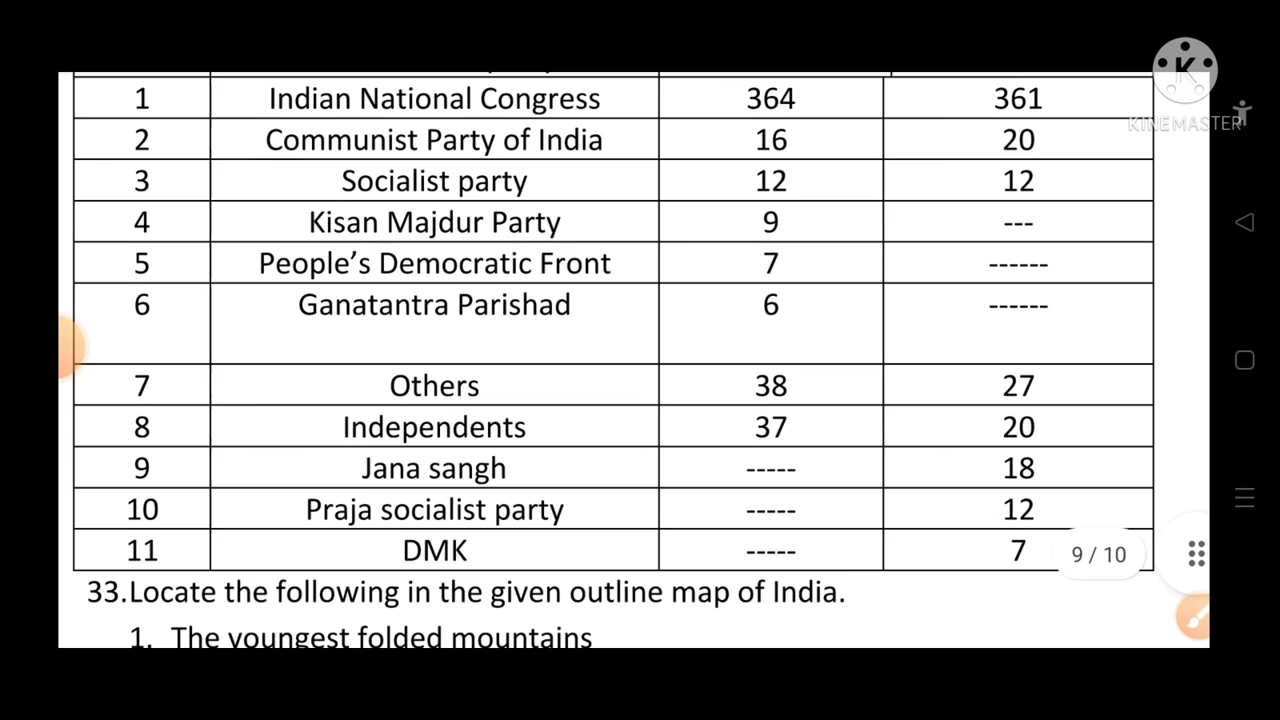 1 Indian National Congress 364 361
2 Communist Party of India 16 20
3 Socialist party 12 12
4 Kisan Majdur Party 9 ---
5 People’s Democratic Front 7 ------
6 Ganatantra Parishad 6 ------
7 Others 38 27
8 Independents 37 20
9 Jana sangh ----- 18
10 Praja socialist party ----- 12
11 DMK ----- 7
33.Locate the following in the given outline map of India.
1. The youngest folded mountains
9 / 10
K
KINEMASTER